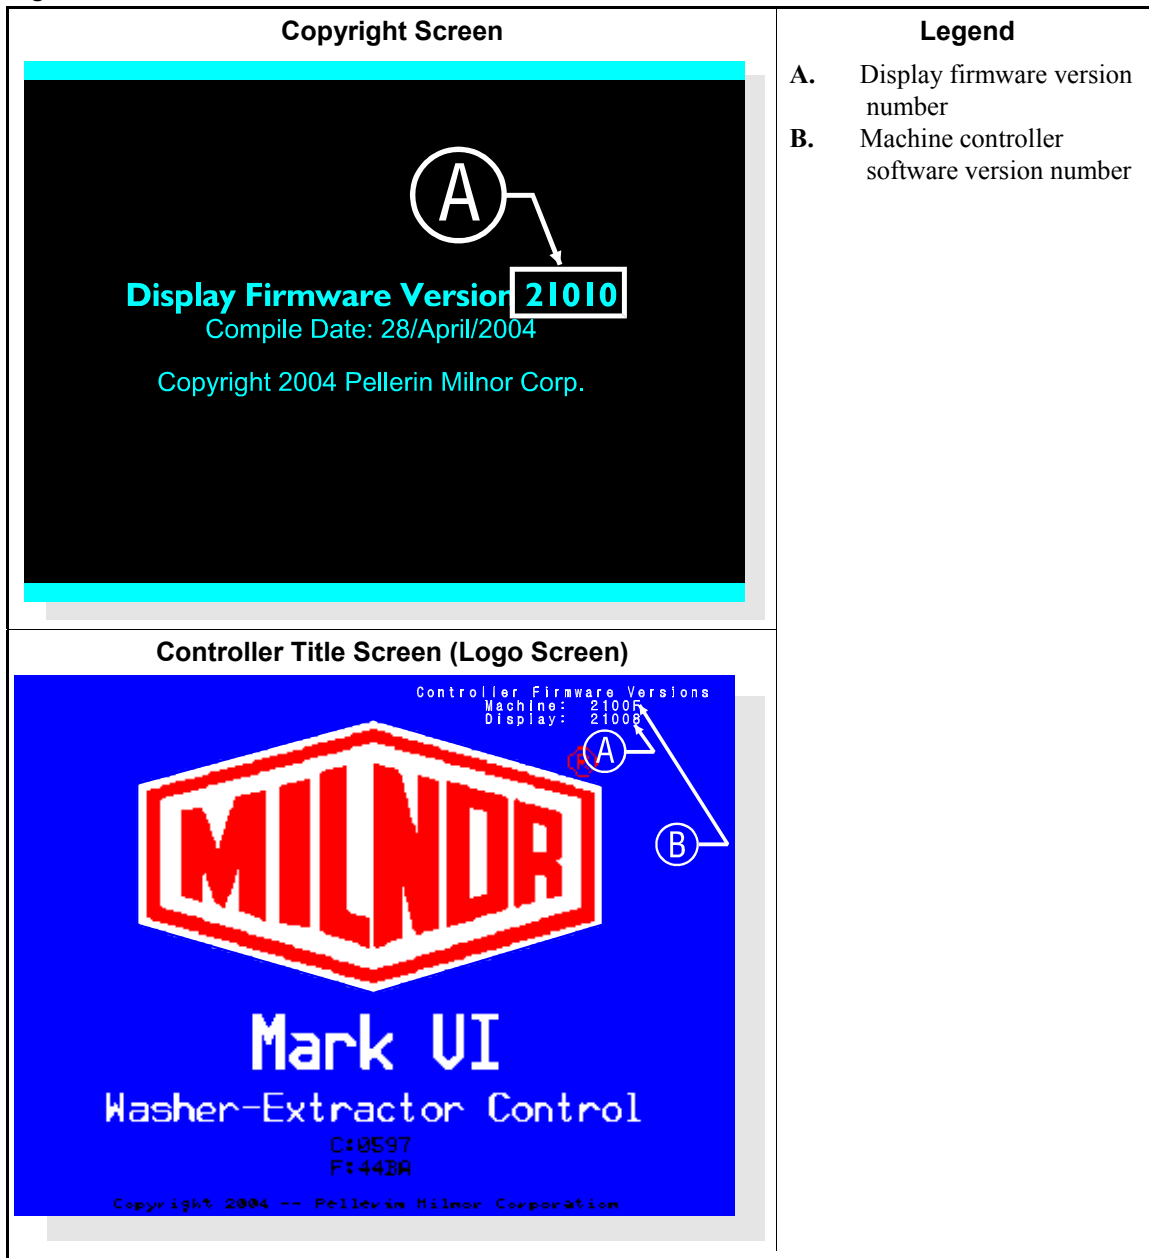 Copyright Screen
A
Display Firmware Version 21010
Compile Date: 28/April/2004
Copyright 2004 Pellerin Milnor Corp.
Legend
A. Display firmware version
number
B. Machine controller
software version number
Controller Title Screen (Logo Screen)
Controller Firmware Versions
Machine: 2100F
Display: 21008
R
A
B
MILNOR
Mark VI
Washer-Extractor Control
C:0597
F:44BA
Copyright 2004 -- Pellerin Milnor Corporation